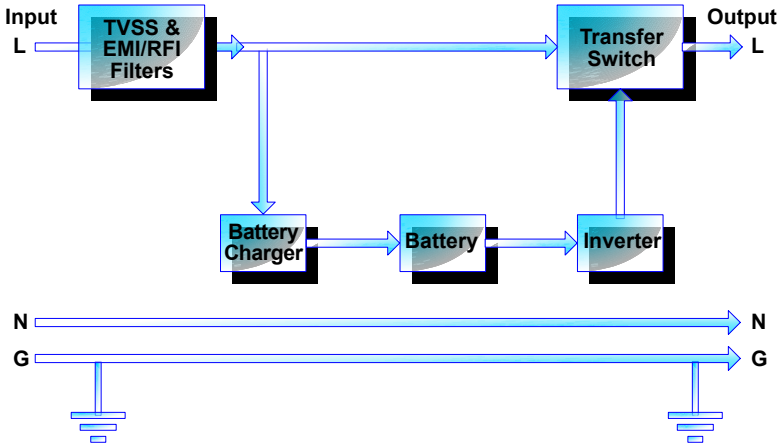 Input
L
TVSS &
EMI/RFI
Filters
Transfer
Switch
Output
L
Battery
Charger
Battery
Inverter
N
N
G
G